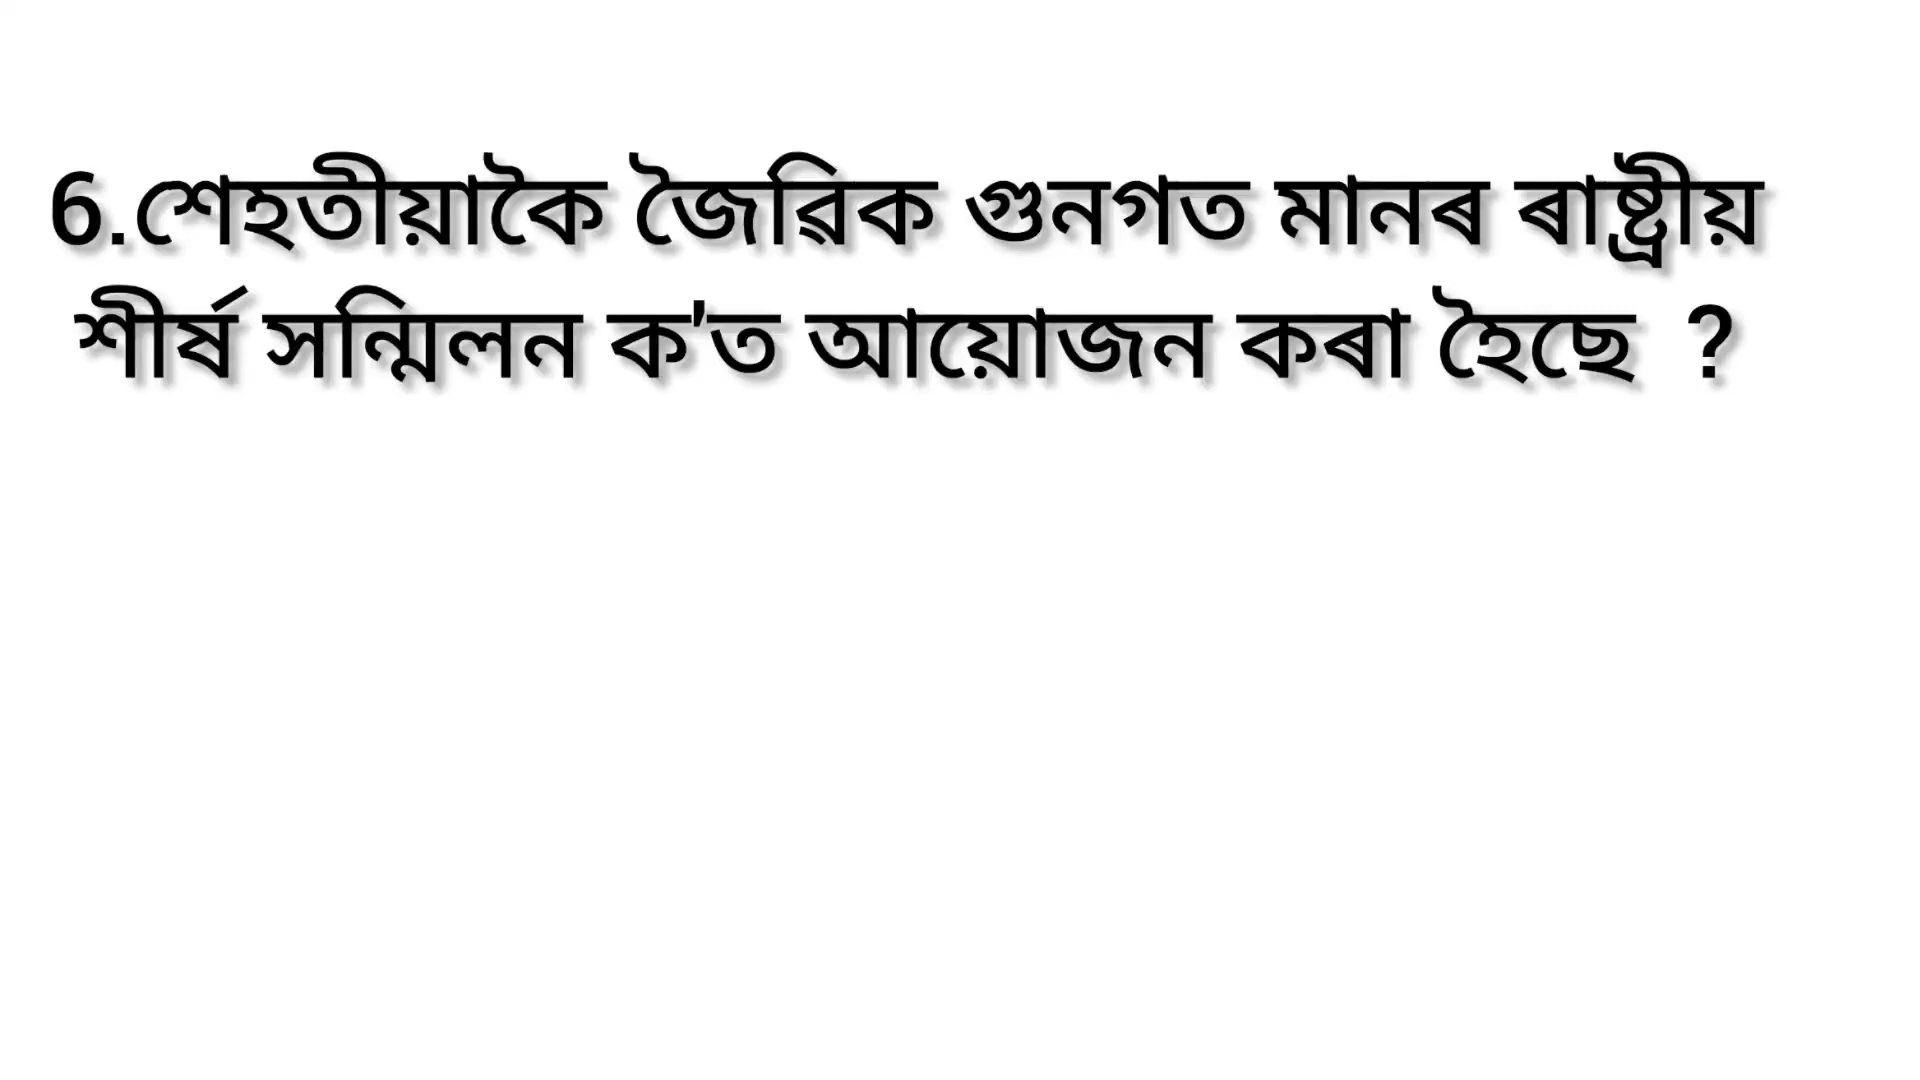 6.শেহতীয়াকৈ জৈৱিক গুনগত মানৰ ৰাষ্ট্ৰীয়
শীৰ্ষ সন্মিলন ক'ত আয়োজন কৰা হৈছে ?